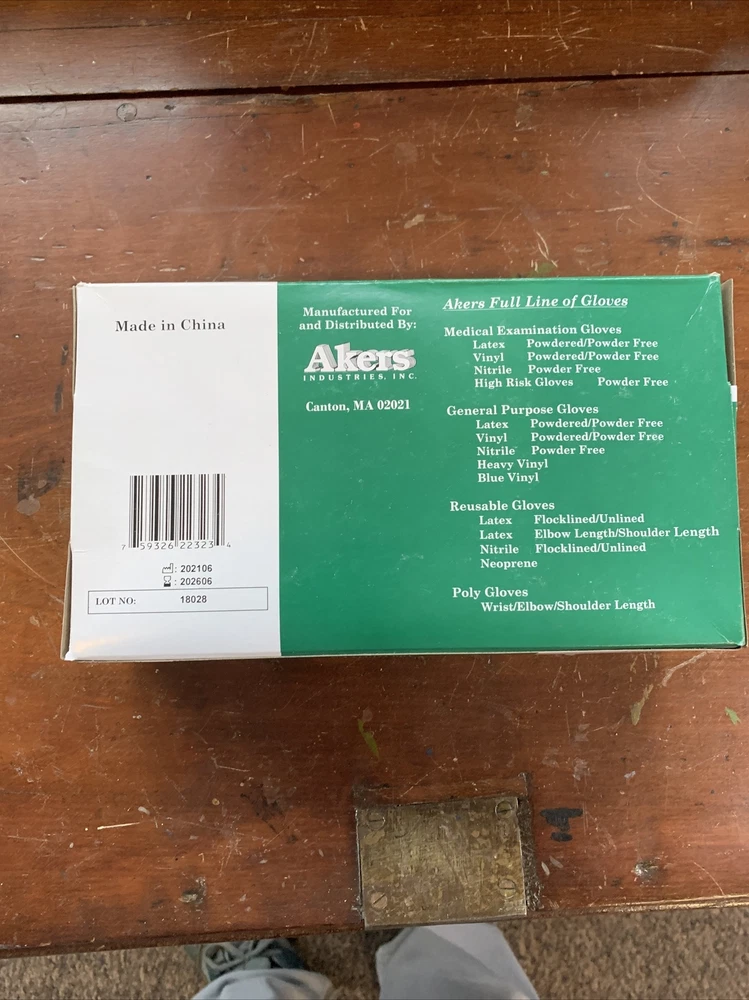 Made in China
7 59326 22323 4
: 202106
: 202606
LOT NO: 18028
Manufactured For
and Distributed By:
Akers
INDUSTRIES, INC.
Canton, MA 02021
Akers Full Line of Gloves
Medical Examination Gloves
Latex Powdered/Powder Free
Vinyl Powdered/Powder Free
Nitrile Powder Free
High Risk Gloves Powder Free
General Purpose Gloves
Latex Powdered/Powder Free
Vinyl Powdered/Powder Free
Nitrile Powder Free
Heavy Vinyl
Blue Vinyl
Reusable Gloves
Latex Flocklined/Unlined
Latex Elbow Length/Shoulder Length
Nitrile Flocklined/Unlined
Neoprene
Poly Gloves
Wrist/Elbow/Shoulder Length